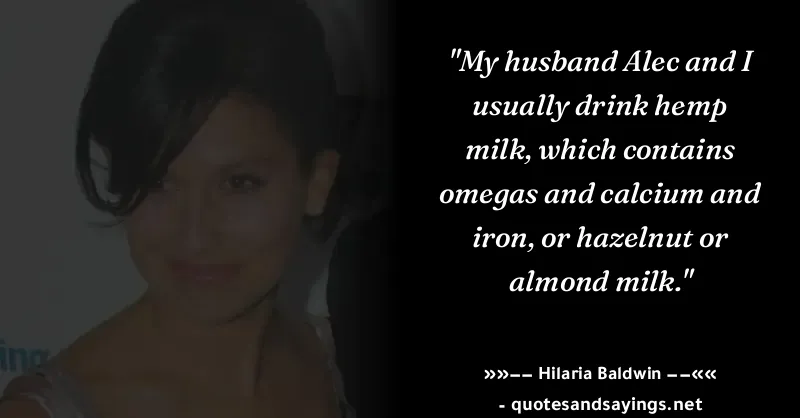 "My husband Alec and I
usually drink hemp
milk, which contains
omegas and calcium and
iron, or hazelnut or
almond milk."
»»−− Hilaria Baldwin −−««
- quotesandsayings.net
ing